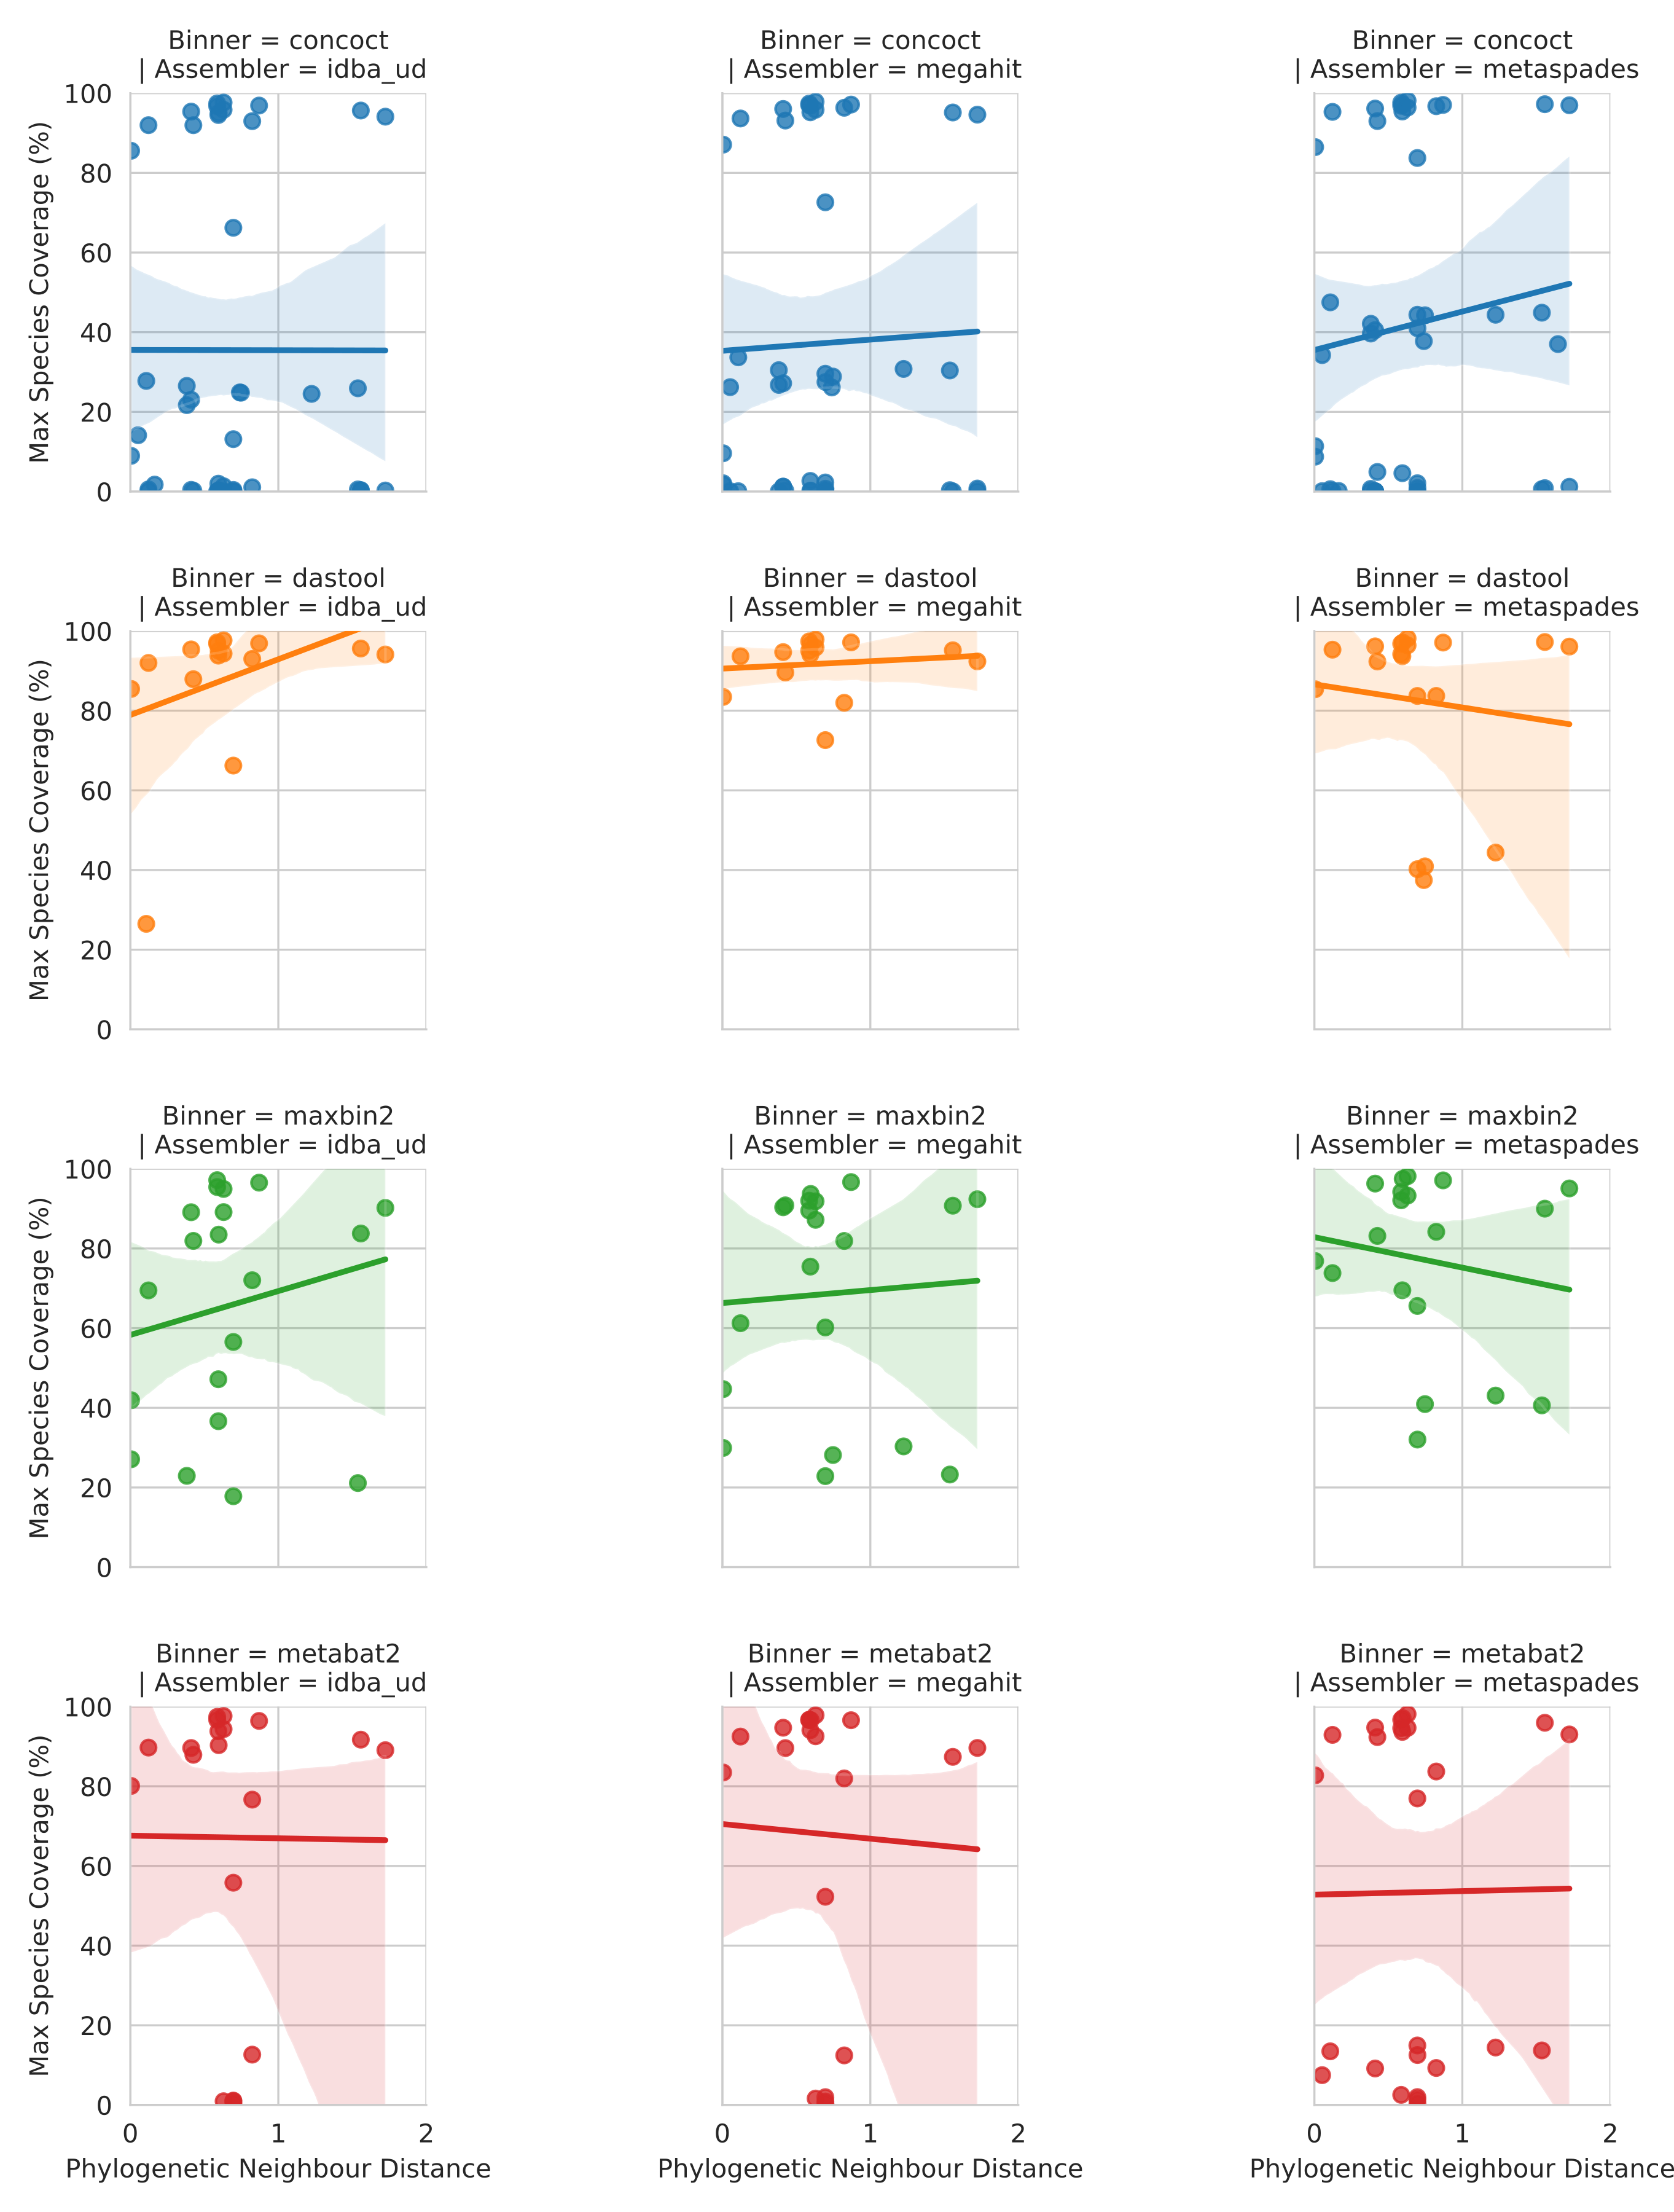 Binner = concoct
| Assembler = idba_ud
Binner = concoct
| Assembler = megahit
Binner = concoct
| Assembler = metaspades
Max Species Coverage (%)
100
80
60
40
20
0
Binner = dastool
| Assembler = idba_ud
Binner = dastool
| Assembler = megahit
Binner = dastool
| Assembler = metaspades
Max Species Coverage (%)
100
80
60
40
20
0
Binner = maxbin2
| Assembler = idba_ud
Binner = maxbin2
| Assembler = megahit
Binner = maxbin2
| Assembler = metaspades
Max Species Coverage (%)
100
80
60
40
20
0
Binner = metabat2
| Assembler = idba_ud
Binner = metabat2
| Assembler = megahit
Binner = metabat2
| Assembler = metaspades
Max Species Coverage (%)
100
80
60
40
20
0
0 1 2
Phylogenetic Neighbour Distance
0 1 2
Phylogenetic Neighbour Distance
0 1 2
Phylogenetic Neighbour Distance